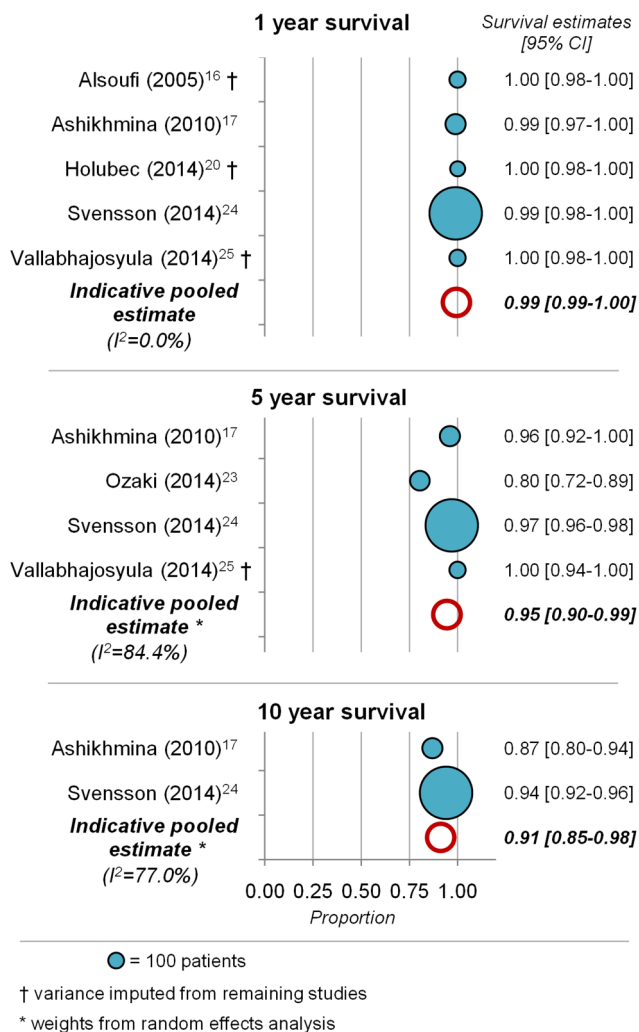 1 year survival
Survival estimates
[95% CI]
Alsoufi (2005)¹⁶ † 1.00 [0.98-1.00]
Ashikhmina (2010)¹⁷ 0.99 [0.97-1.00]
Holubec (2014)²⁰ † 1.00 [0.98-1.00]
Svensson (2014)²⁴ 0.99 [0.98-1.00]
Vallabhajosyula (2014)²⁵ † 1.00 [0.98-1.00]
Indicative pooled
estimate 0.99 [0.99-1.00]
(I²=0.0%)
5 year survival
Ashikhmina (2010)¹⁷ 0.96 [0.92-1.00]
Ozaki (2014)²³ 0.80 [0.72-0.89]
Svensson (2014)²⁴ 0.97 [0.96-0.98]
Vallabhajosyula (2014)²⁵ † 1.00 [0.94-1.00]
Indicative pooled
estimate * 0.95 [0.90-0.99]
(I²=84.4%)
10 year survival
Ashikhmina (2010)¹⁷ 0.87 [0.80-0.94]
Svensson (2014)²⁴ 0.94 [0.92-0.96]
Indicative pooled
estimate * 0.91 [0.85-0.98]
(I²=77.0%)
0.00 0.25 0.50 0.75 1.00
Proportion
= 100 patients
† variance imputed from remaining studies
* weights from random effects analysis